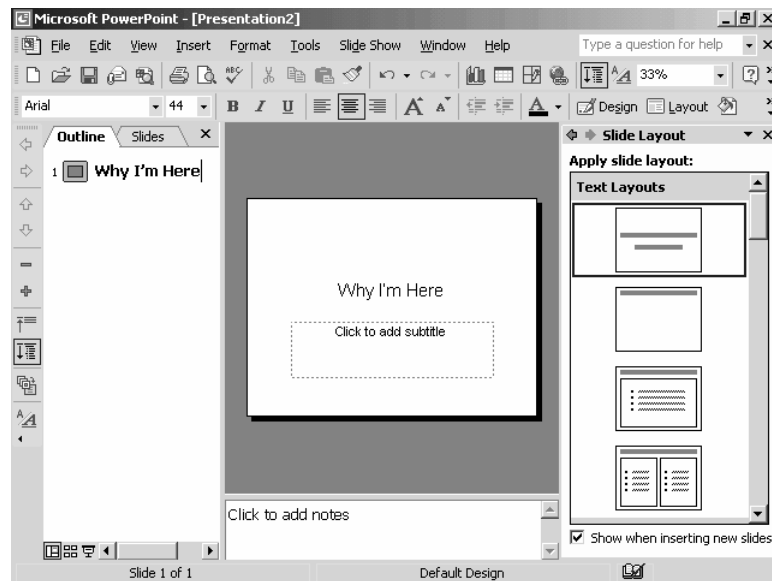 Microsoft PowerPoint - [Presentation2]
File Edit View Insert Format Tools Slide Show Window Help Type a question for help
33%
Arial 44 B I U A A A Design Layout
Outline Slides
Slide Layout
1 Why I'm Here
Apply slide layout:
Text Layouts
Why I'm Here
Click to add subtitle
Click to add notes
Show when inserting new slides
Slide 1 of 1 Default Design